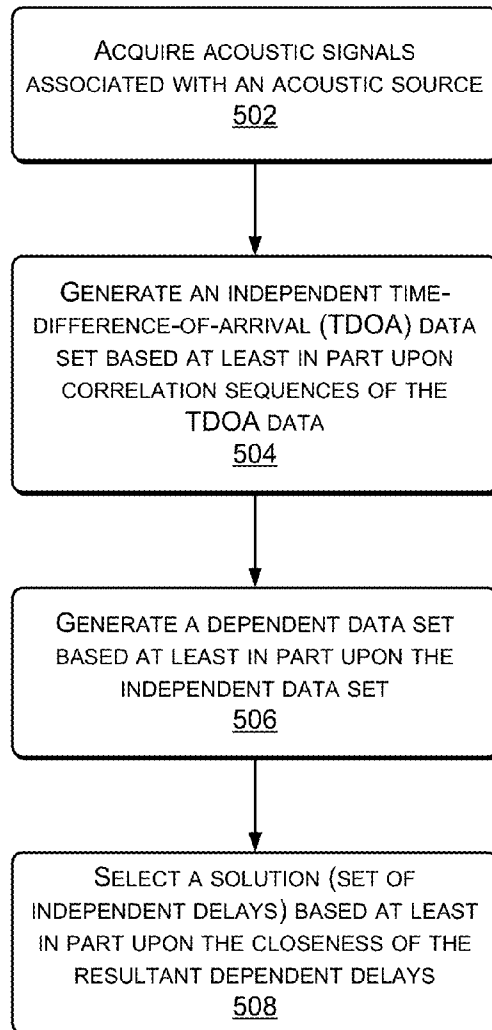 ACQUIRE ACOUSTIC SIGNALS
ASSOCIATED WITH AN ACOUSTIC SOURCE
502
GENERATE AN INDEPENDENT TIME-
DIFFERENCE-OF-ARRIVAL (TDOA) DATA
SET BASED AT LEAST IN PART UPON
CORRELATION SEQUENCES OF THE
TDOA DATA
504
GENERATE A DEPENDENT DATA SET
BASED AT LEAST IN PART UPON THE
INDEPENDENT DATA SET
506
SELECT A SOLUTION (SET OF
INDEPENDENT DELAYS) BASED AT LEAST
IN PART UPON THE CLOSENESS OF THE
RESULTANT DEPENDENT DELAYS
508